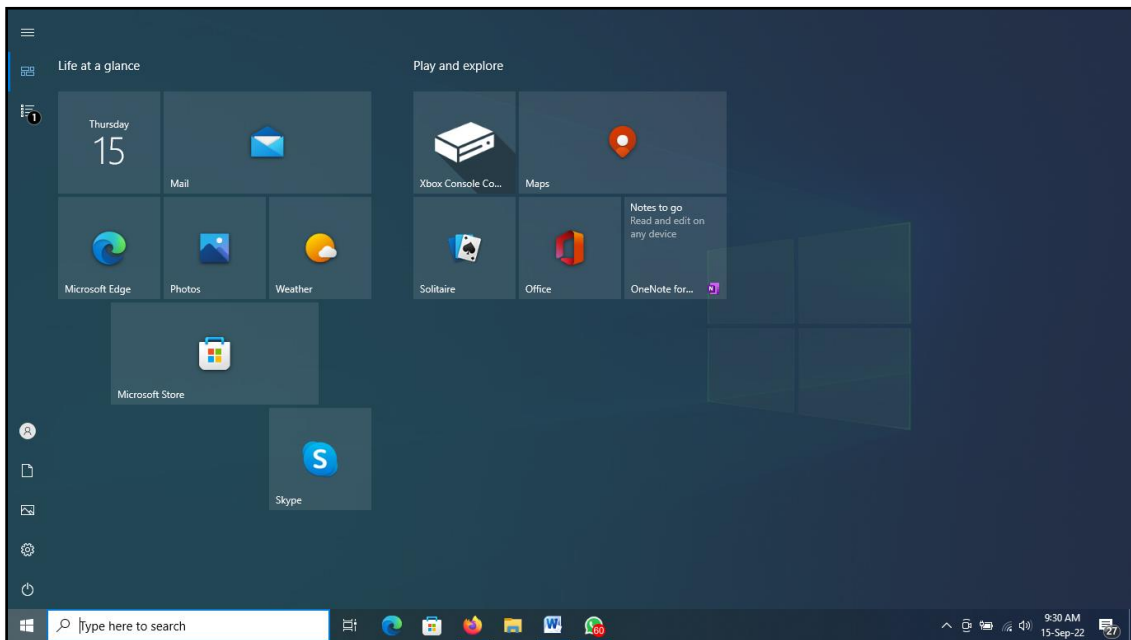 Life at a glance
Play and explore
1
Thursday
15
Mail
Xbox Console Co...
Maps
Notes to go
Read and edit on
any device
Microsoft Edge
Photos
Weather
Solitaire
Office
OneNote for...
N
Microsoft Store
S
Skype
Type here to search
W
60
9:30 AM
15-Sep-22
27